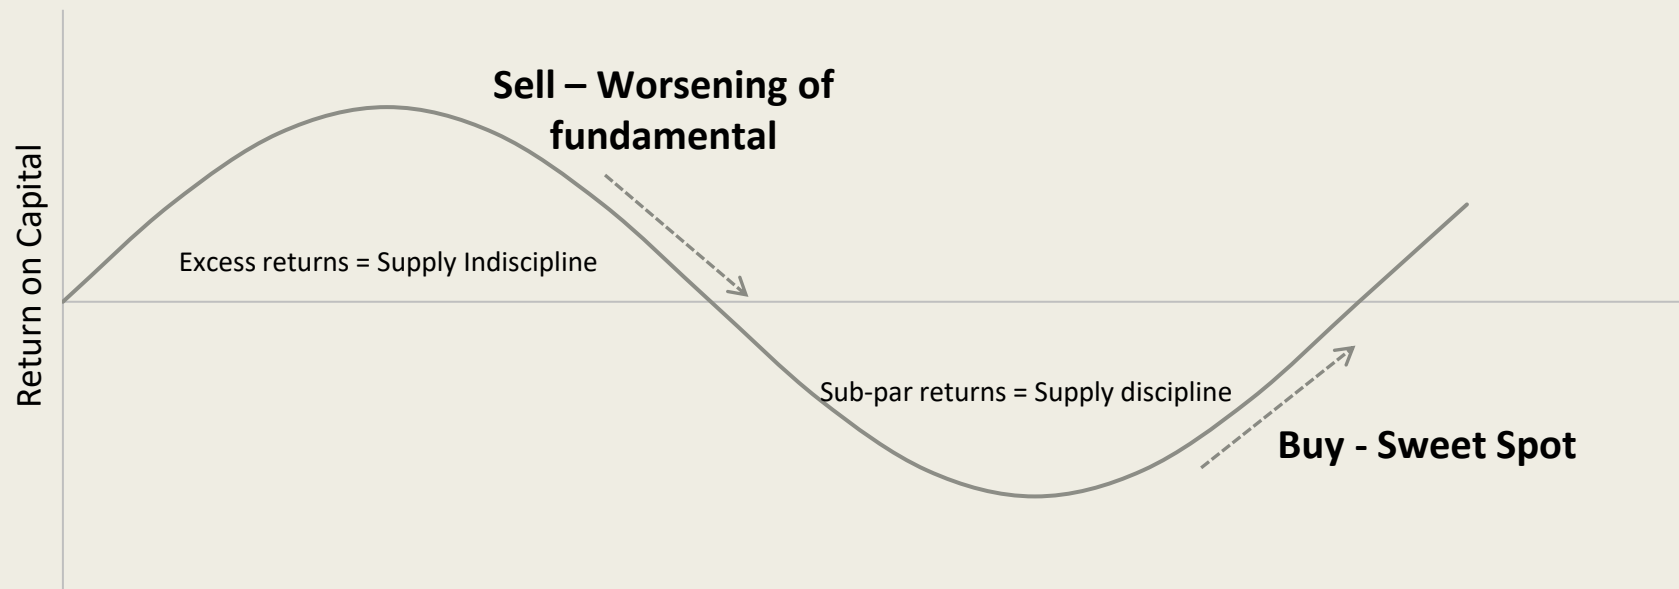 Sell – Worsening of
fundamental
Return on Capital
Excess returns = Supply Indiscipline
Sub-par returns = Supply discipline
Buy - Sweet Spot